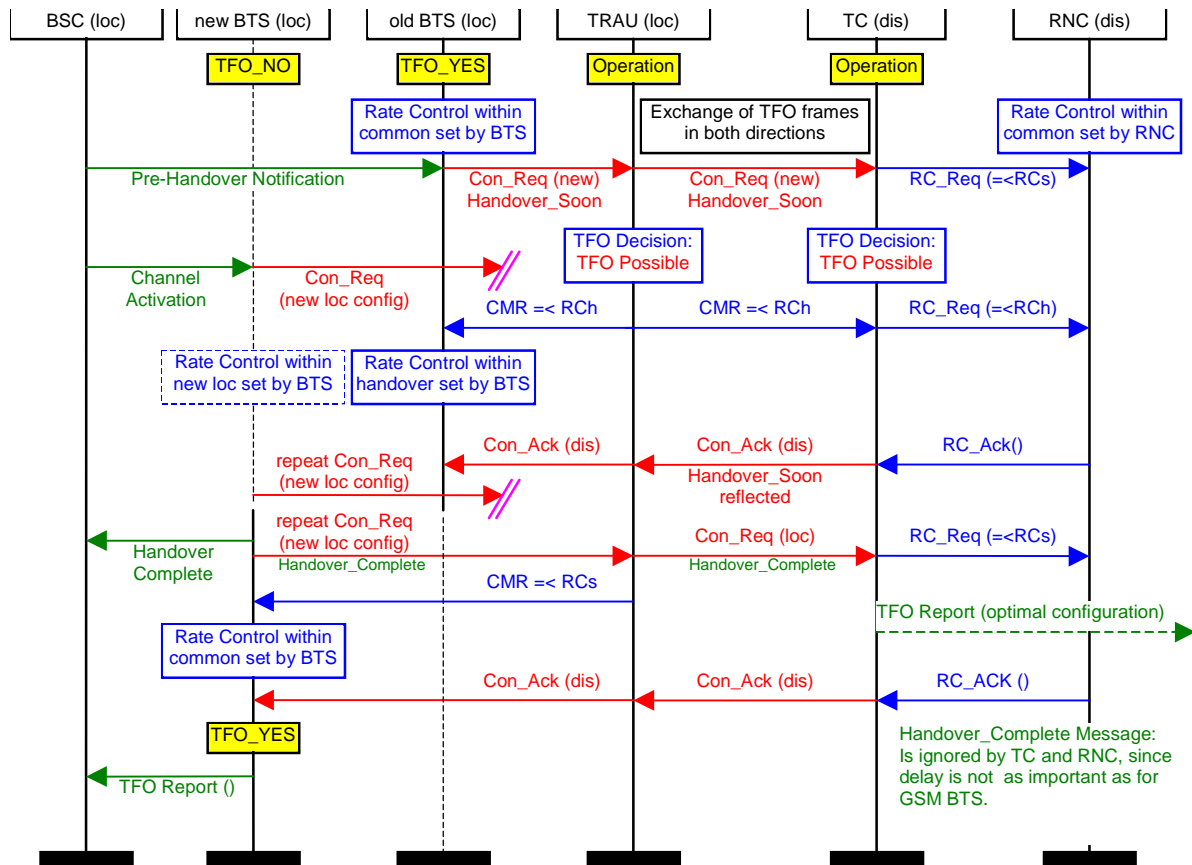 BSC (loc)
new BTS (loc)
old BTS (loc)
TRAU (loc)
TC (dis)
RNC (dis)
TFO_NO
TFO_YES
Operation
Operation
Rate Control within
common set by BTS
Exchange of TFO frames
in both directions
Rate Control within
common set by RNC
Pre-Handover Notification
Con_Req (new)
Handover_Soon
Con_Req (new)
Handover_Soon
RC_Req (=<RCs)
TFO Decision:
TFO Possible
TFO Decision:
TFO Possible
Channel
Activation
Con_Req
(new loc config)
CMR =< RCh
CMR =< RCh
RC_Req (=<RCh)
Rate Control within
new loc set by BTS
Rate Control within
handover set by BTS
Con_Ack (dis)
Con_Ack (dis)
RC_Ack()
repeat Con_Req
(new loc config)
Handover_Soon
reflected
repeat Con_Req
(new loc config)
Handover
Complete
Handover_Complete
Con_Req (loc)
Handover_Complete
RC_Req (=<RCs)
CMR =< RCs
TFO Report (optimal configuration)
Rate Control within
common set by BTS
Con_Ack (dis)
Con_Ack (dis)
RC_ACK ()
TFO_YES
Handover_Complete Message:
Is ignored by TC and RNC, since
delay is not as important as for
GSM BTS.
TFO Report ()